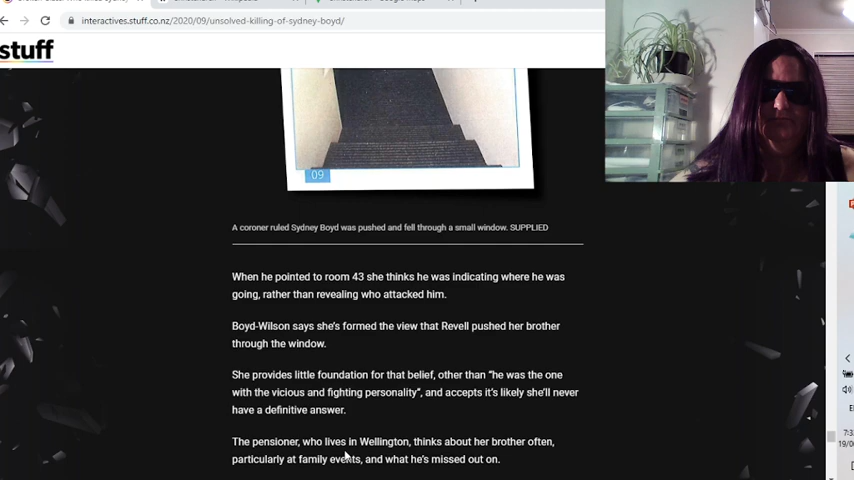 interactives.stuff.co.nz/2020/09/unsolved-killing-of-sydney-boyd/
stuff
09
A coroner ruled Sydney Boyd was pushed and fell through a small window. SUPPLIED
When he pointed to room 43 she thinks he was indicating where he was
going, rather than revealing who attacked him.
Boyd-Wilson says she's formed the view that Revell pushed her brother
through the window.
She provides little foundation for that belief, other than "he was the one
with the vicious and fighting personality", and accepts it's likely she'll never
have a definitive answer.
The pensioner, who lives in Wellington, thinks about her brother often,
particularly at family events, and what he's missed out on.